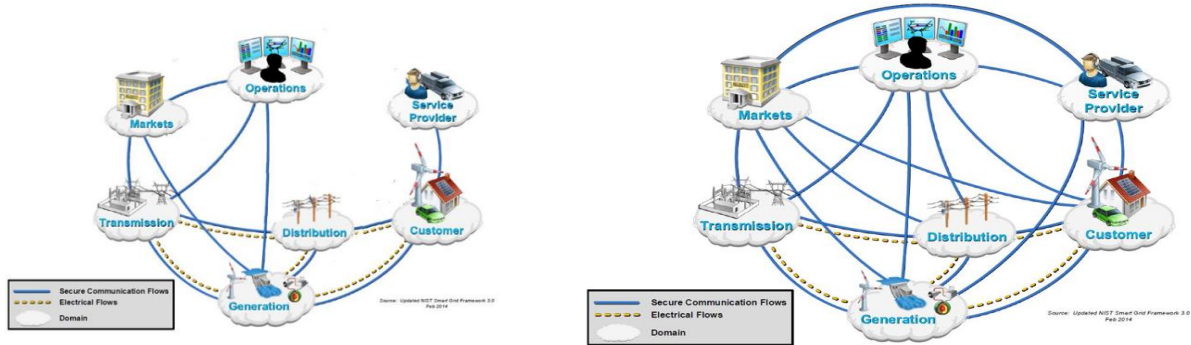 Operations
Markets
Service
Provider
Transmission
Distribution
Customer
Generation
Secure Communication Flows
Electrical Flows
Domain
Source: Updated NIST Smart Grid Framework 3.0
Feb 2014
Operations
Markets
Service
Provider
Transmission
Distribution
Customer
Generation
Secure Communication Flows
Electrical Flows
Domain
Source: Updated NIST Smart Grid Framework 3.0
Feb 2014